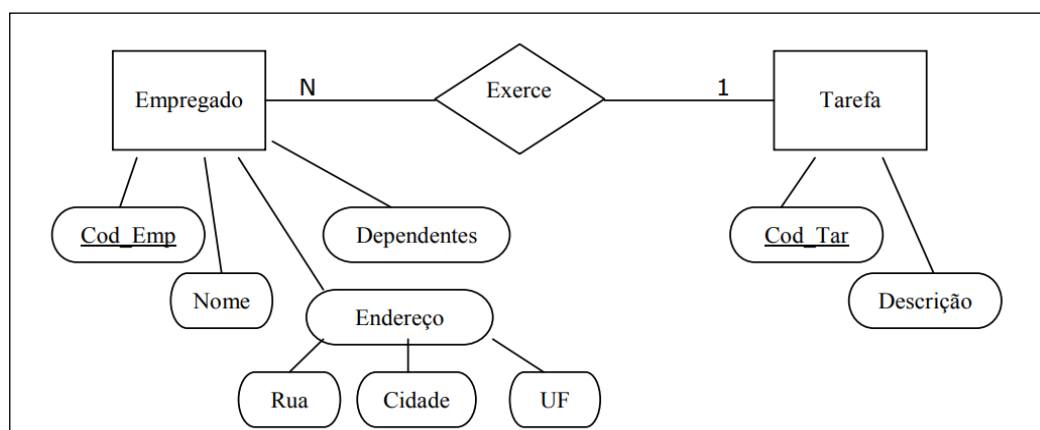 Empregado
N
Exerce
1
Tarefa
Cod_Emp
Dependentes
Cod_Tar
Nome
Endereço
Descrição
Rua
Cidade
UF